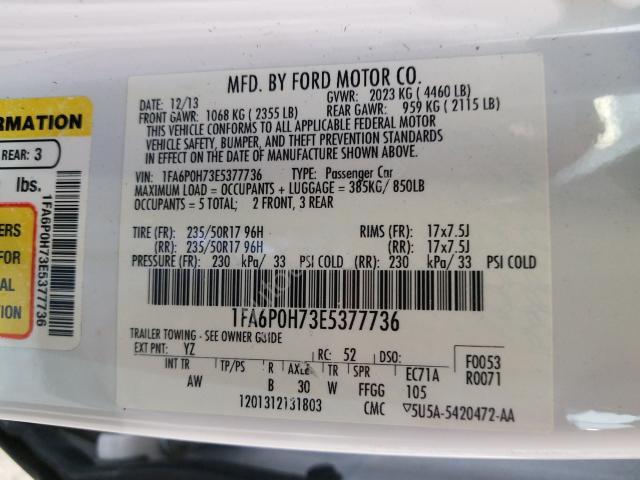 MFD. BY FORD MOTOR CO.
DATE: 12/13 GVWR: 2023 KG ( 4460 LB)
FRONT GAWR: 1068 KG ( 2355 LB) REAR GAWR: 959 KG ( 2115 LB)
THIS VEHICLE CONFORMS TO ALL APPLICABLE FEDERAL MOTOR
VEHICLE SAFETY, BUMPER, AND THEFT PREVENTION STANDARDS
IN EFFECT ON THE DATE OF MANUFACTURE SHOWN ABOVE.
VIN: 1FA6P0H73E5377736 TYPE: Passenger Car
MAXIMUM LOAD = OCCUPANTS + LUGGAGE = 385KG/ 850LB
OCCUPANTS = 5 TOTAL: 2 FRONT, 3 REAR
TIRE (FR): 235/50R17 96H RIMS (FR): 17x7.5J
(RR): 235/50R17 96H (RR): 17x7.5J
PRESSURE (FR): 230 kPa/ 33 PSI COLD (RR): 230 kPa/ 33 PSI COLD
1FA6P0H73E5377736
TRAILER TOWING - SEE OWNER GUIDE
EXT PNT: YZ RC: 52 DSO: F0053
INT TR TP/PS R AXLE TR SPR EC71A R0071
AW B 30 W FFGG 105
1201312131B03 CMC 5U5A-5420472-AA
ORMATION
REAR: 3
lbs.
1FA6P0H73E5377736
ERS
FOR
AL
ON